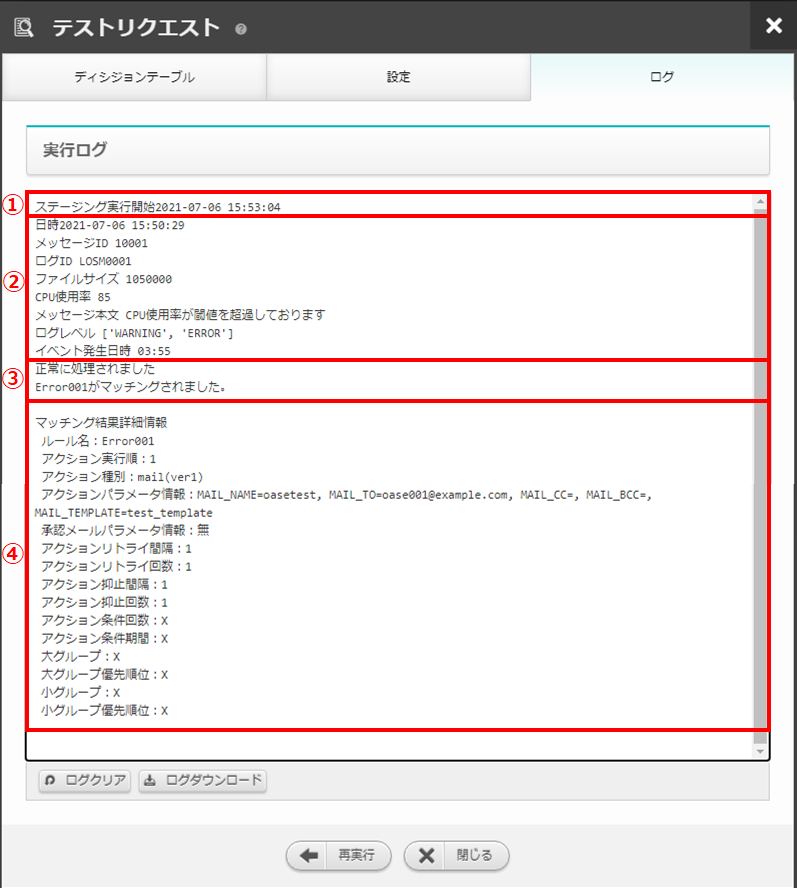 テストリクエスト ?
ディシジョンテーブル
設定
ログ
実行ログ
①
ステージング実行開始2021-07-06 15:53:04
②
日時2021-07-06 15:50:29
メッセージID 10001
ログID LOSM0001
ファイルサイズ 1050000
CPU使用率 85
メッセージ本文 CPU使用率が閾値を超過しております
ログレベル ['WARNING', 'ERROR']
イベント発生日時 03:55
③
正常に処理されました
Error001がマッチングされました。
④
マッチング結果詳細情報
ルール名：Error001
アクション実行順：1
アクション種別：mail(ver1)
アクションパラメータ情報：MAIL_NAME=oasetest, MAIL_TO=oase001@example.com, MAIL_CC=, MAIL_BCC=,
MAIL_TEMPLATE=test_template
承認メールパラメータ情報：無
アクションリトライ間隔：1
アクションリトライ回数：1
アクション抑止間隔：1
アクション抑止回数：1
アクション条件回数：X
アクション条件期間：X
大グループ：X
大グループ優先順位：X
小グループ：X
小グループ優先順位：X
ログクリア
ログダウンロード
再実行
閉じる